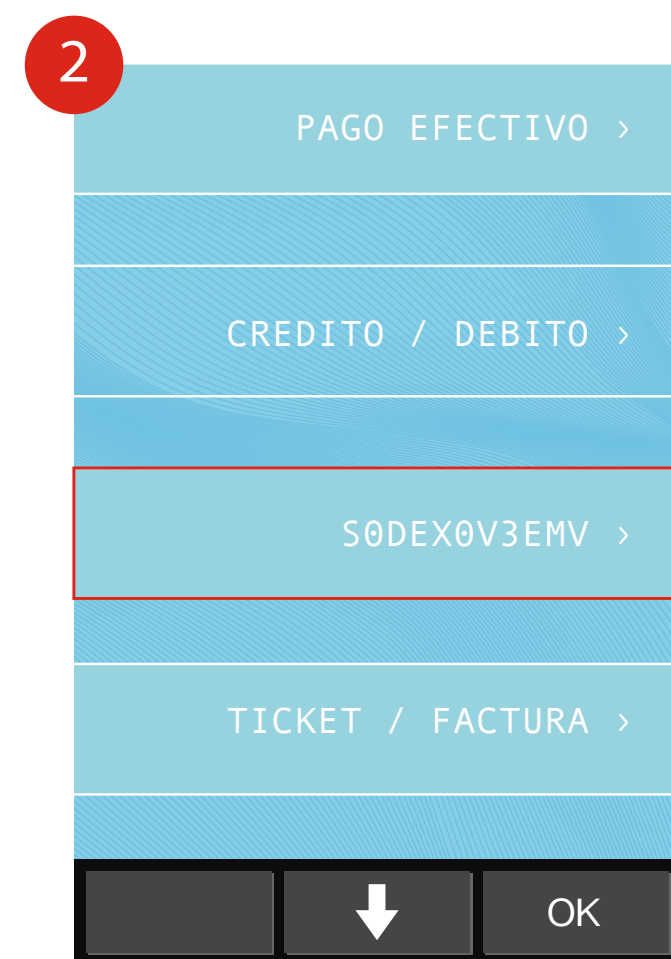 2
PAGO EFECTIVO >
CREDITO / DEBITO >
S0DEX0V3EMV >
TICKET / FACTURA >
OK